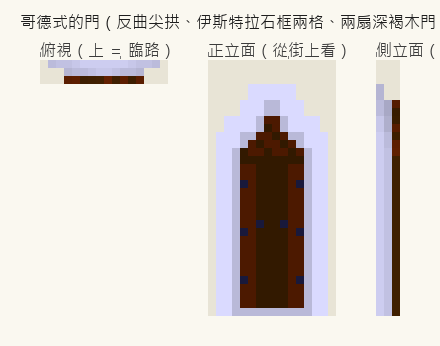 哥德式的門（反曲尖拱、伊斯特拉石框兩格、兩扇深褐木門
俯視（上 = 臨路）
正立面（從街上看）
側立面（